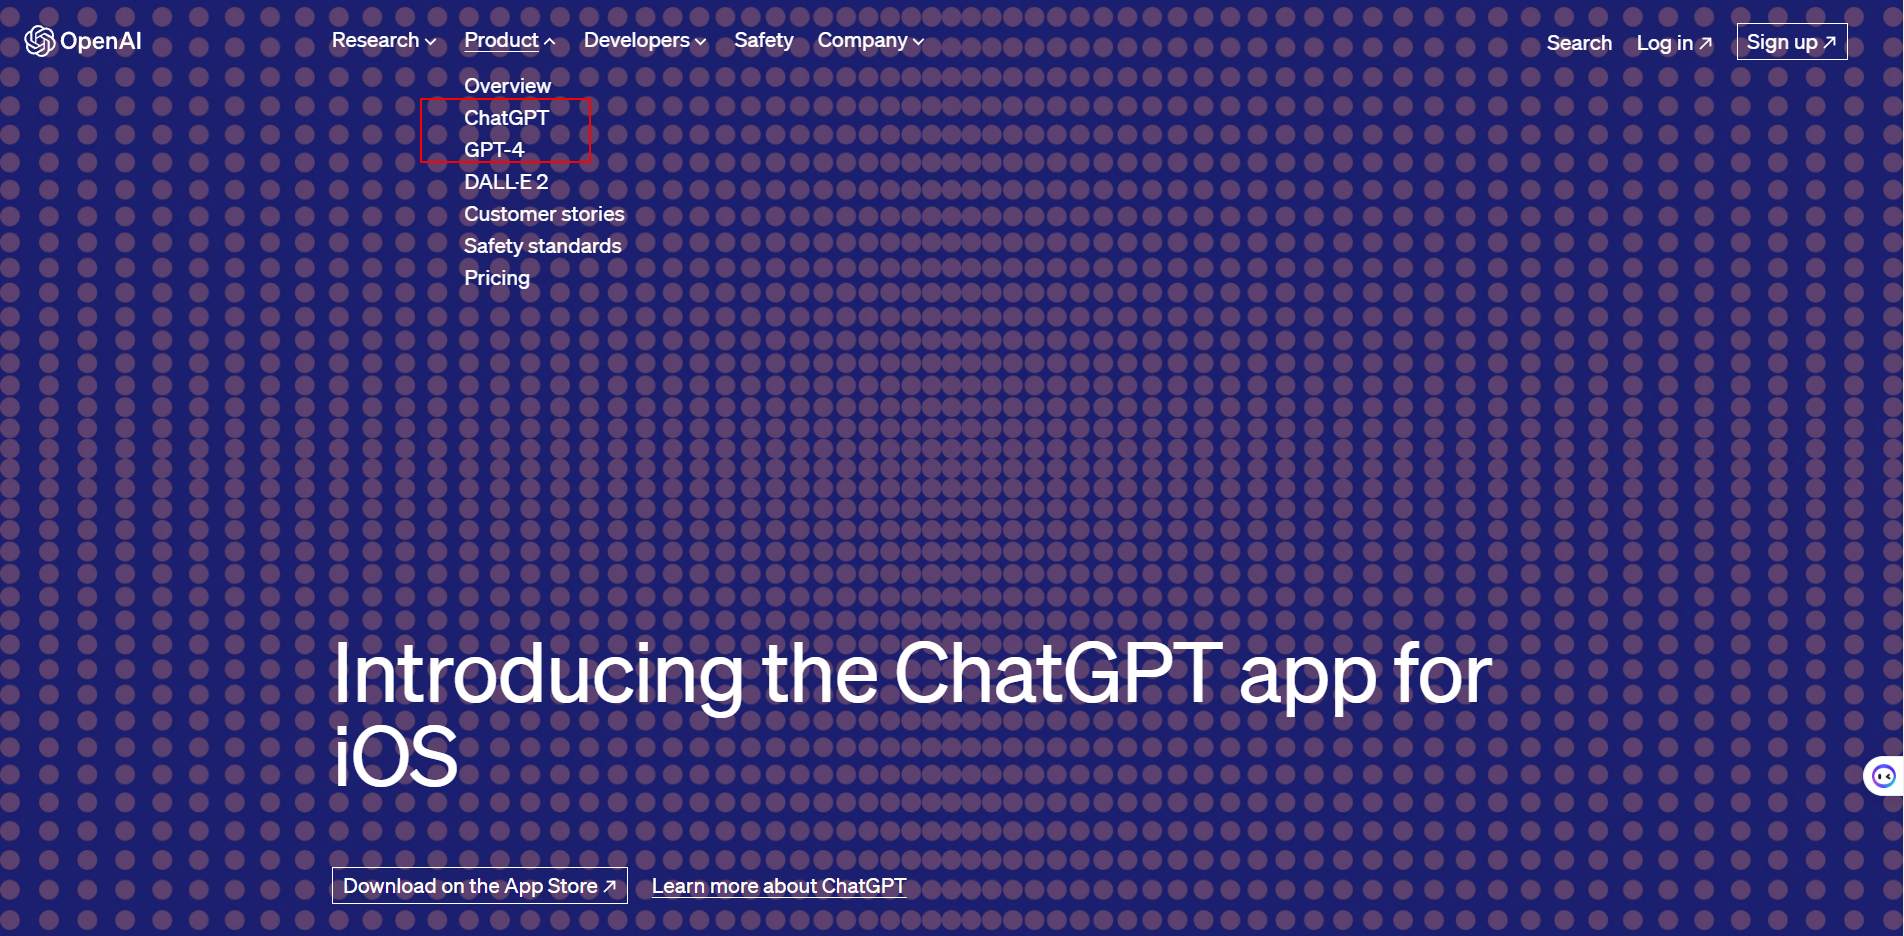 OpenAI
Research Product Developers Safety Company
Search Log in Sign up
Overview
ChatGPT
GPT-4
DALL·E 2
Customer stories
Safety standards
Pricing
Introducing the ChatGPT app for
iOS
Download on the App Store
Learn more about ChatGPT